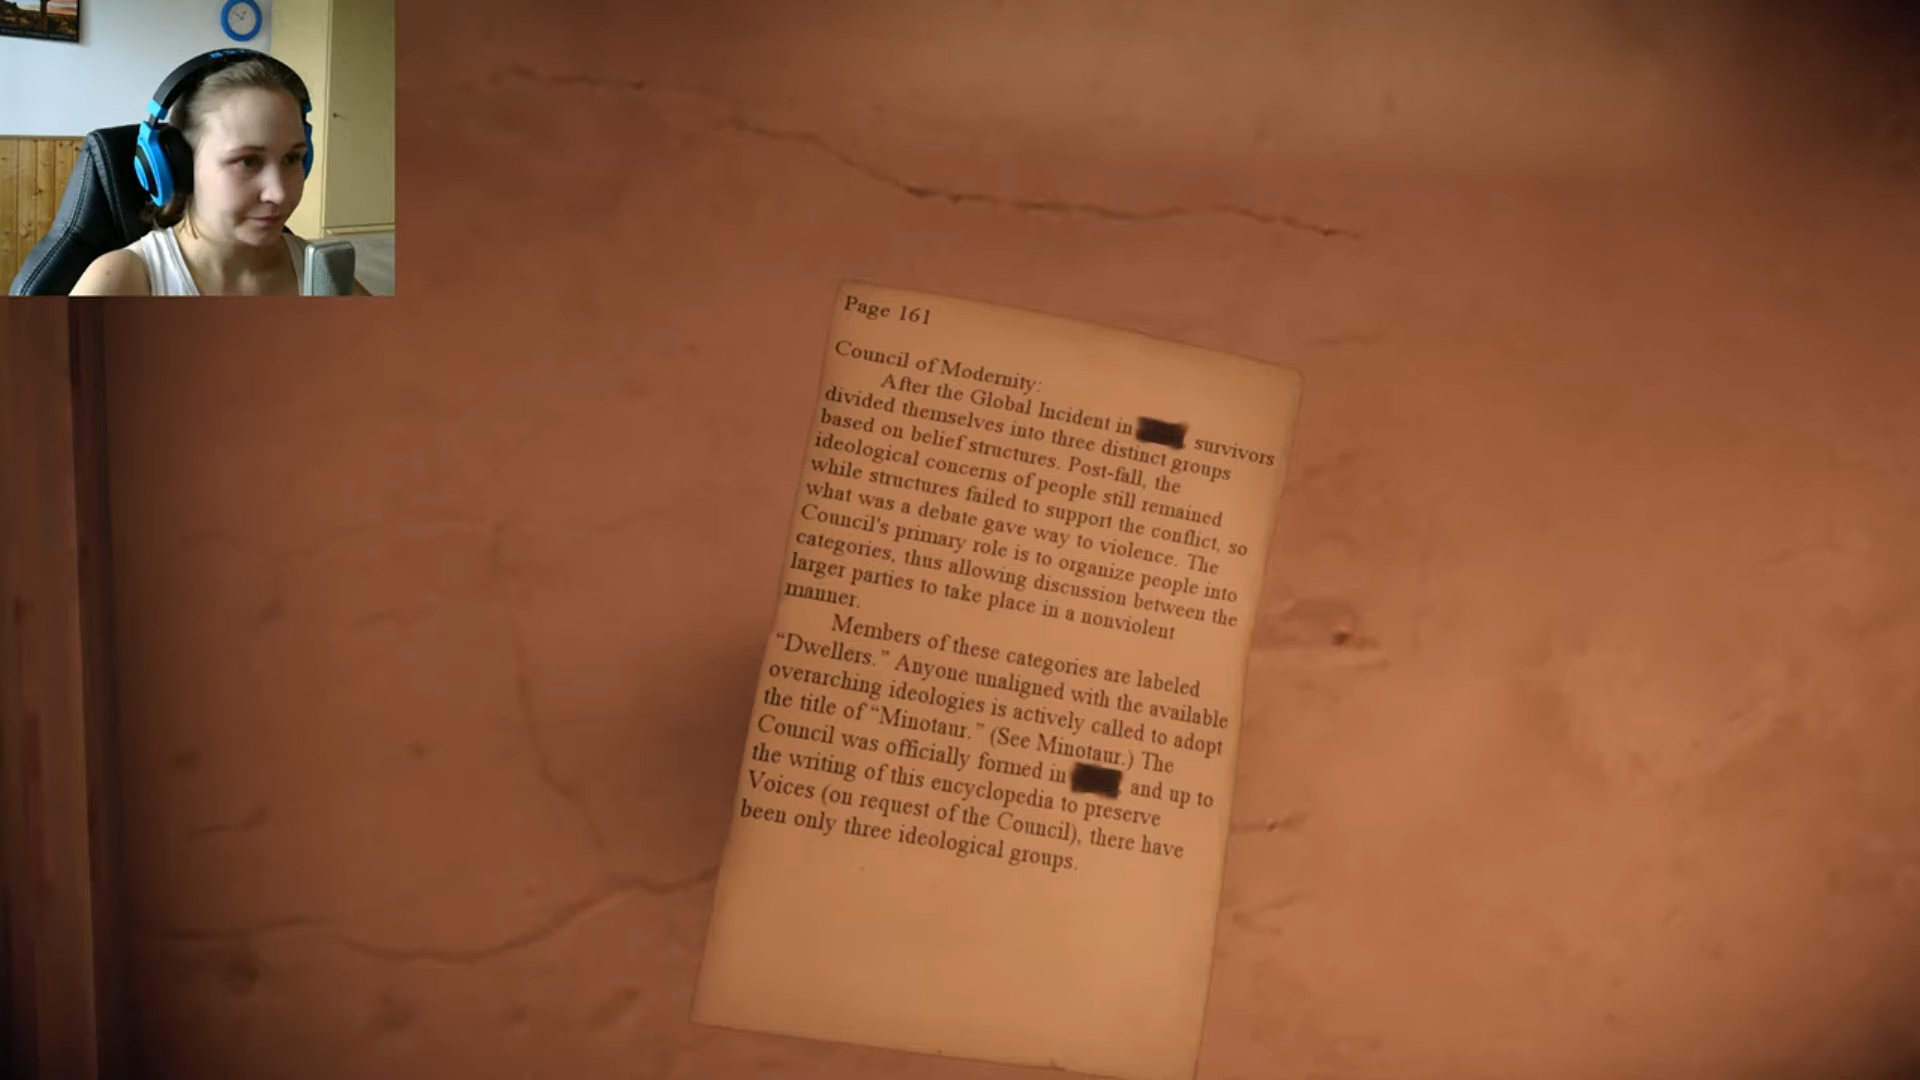 Page 161
Council of Modernity:
After the Global Incident in survivors
divided themselves into three distinct groups
based on belief structures. Post-fall, the
ideological concerns of people still remained
while structures failed to support the conflict, so
what was a debate gave way to violence. The
Council's primary role is to organize people into
categories, thus allowing discussion between the
larger parties to take place in a nonviolent
manner.
Members of these categories are labeled
“Dwellers.” Anyone unaligned with the available
overarching ideologies is actively called to adopt
the title of “Minotaur.” (See Minotaur.) The
Council was officially formed in , and up to
the writing of this encyclopedia to preserve
Voices (on request of the Council), there have
been only three ideological groups.